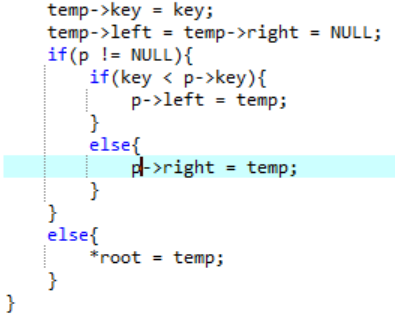 temp->key = key;
temp->left = temp->right = NULL;
if(p != NULL){
if(key < p->key){
p->left = temp;
}
else{
p->right = temp;
}
}
else{
*root = temp;
}
}